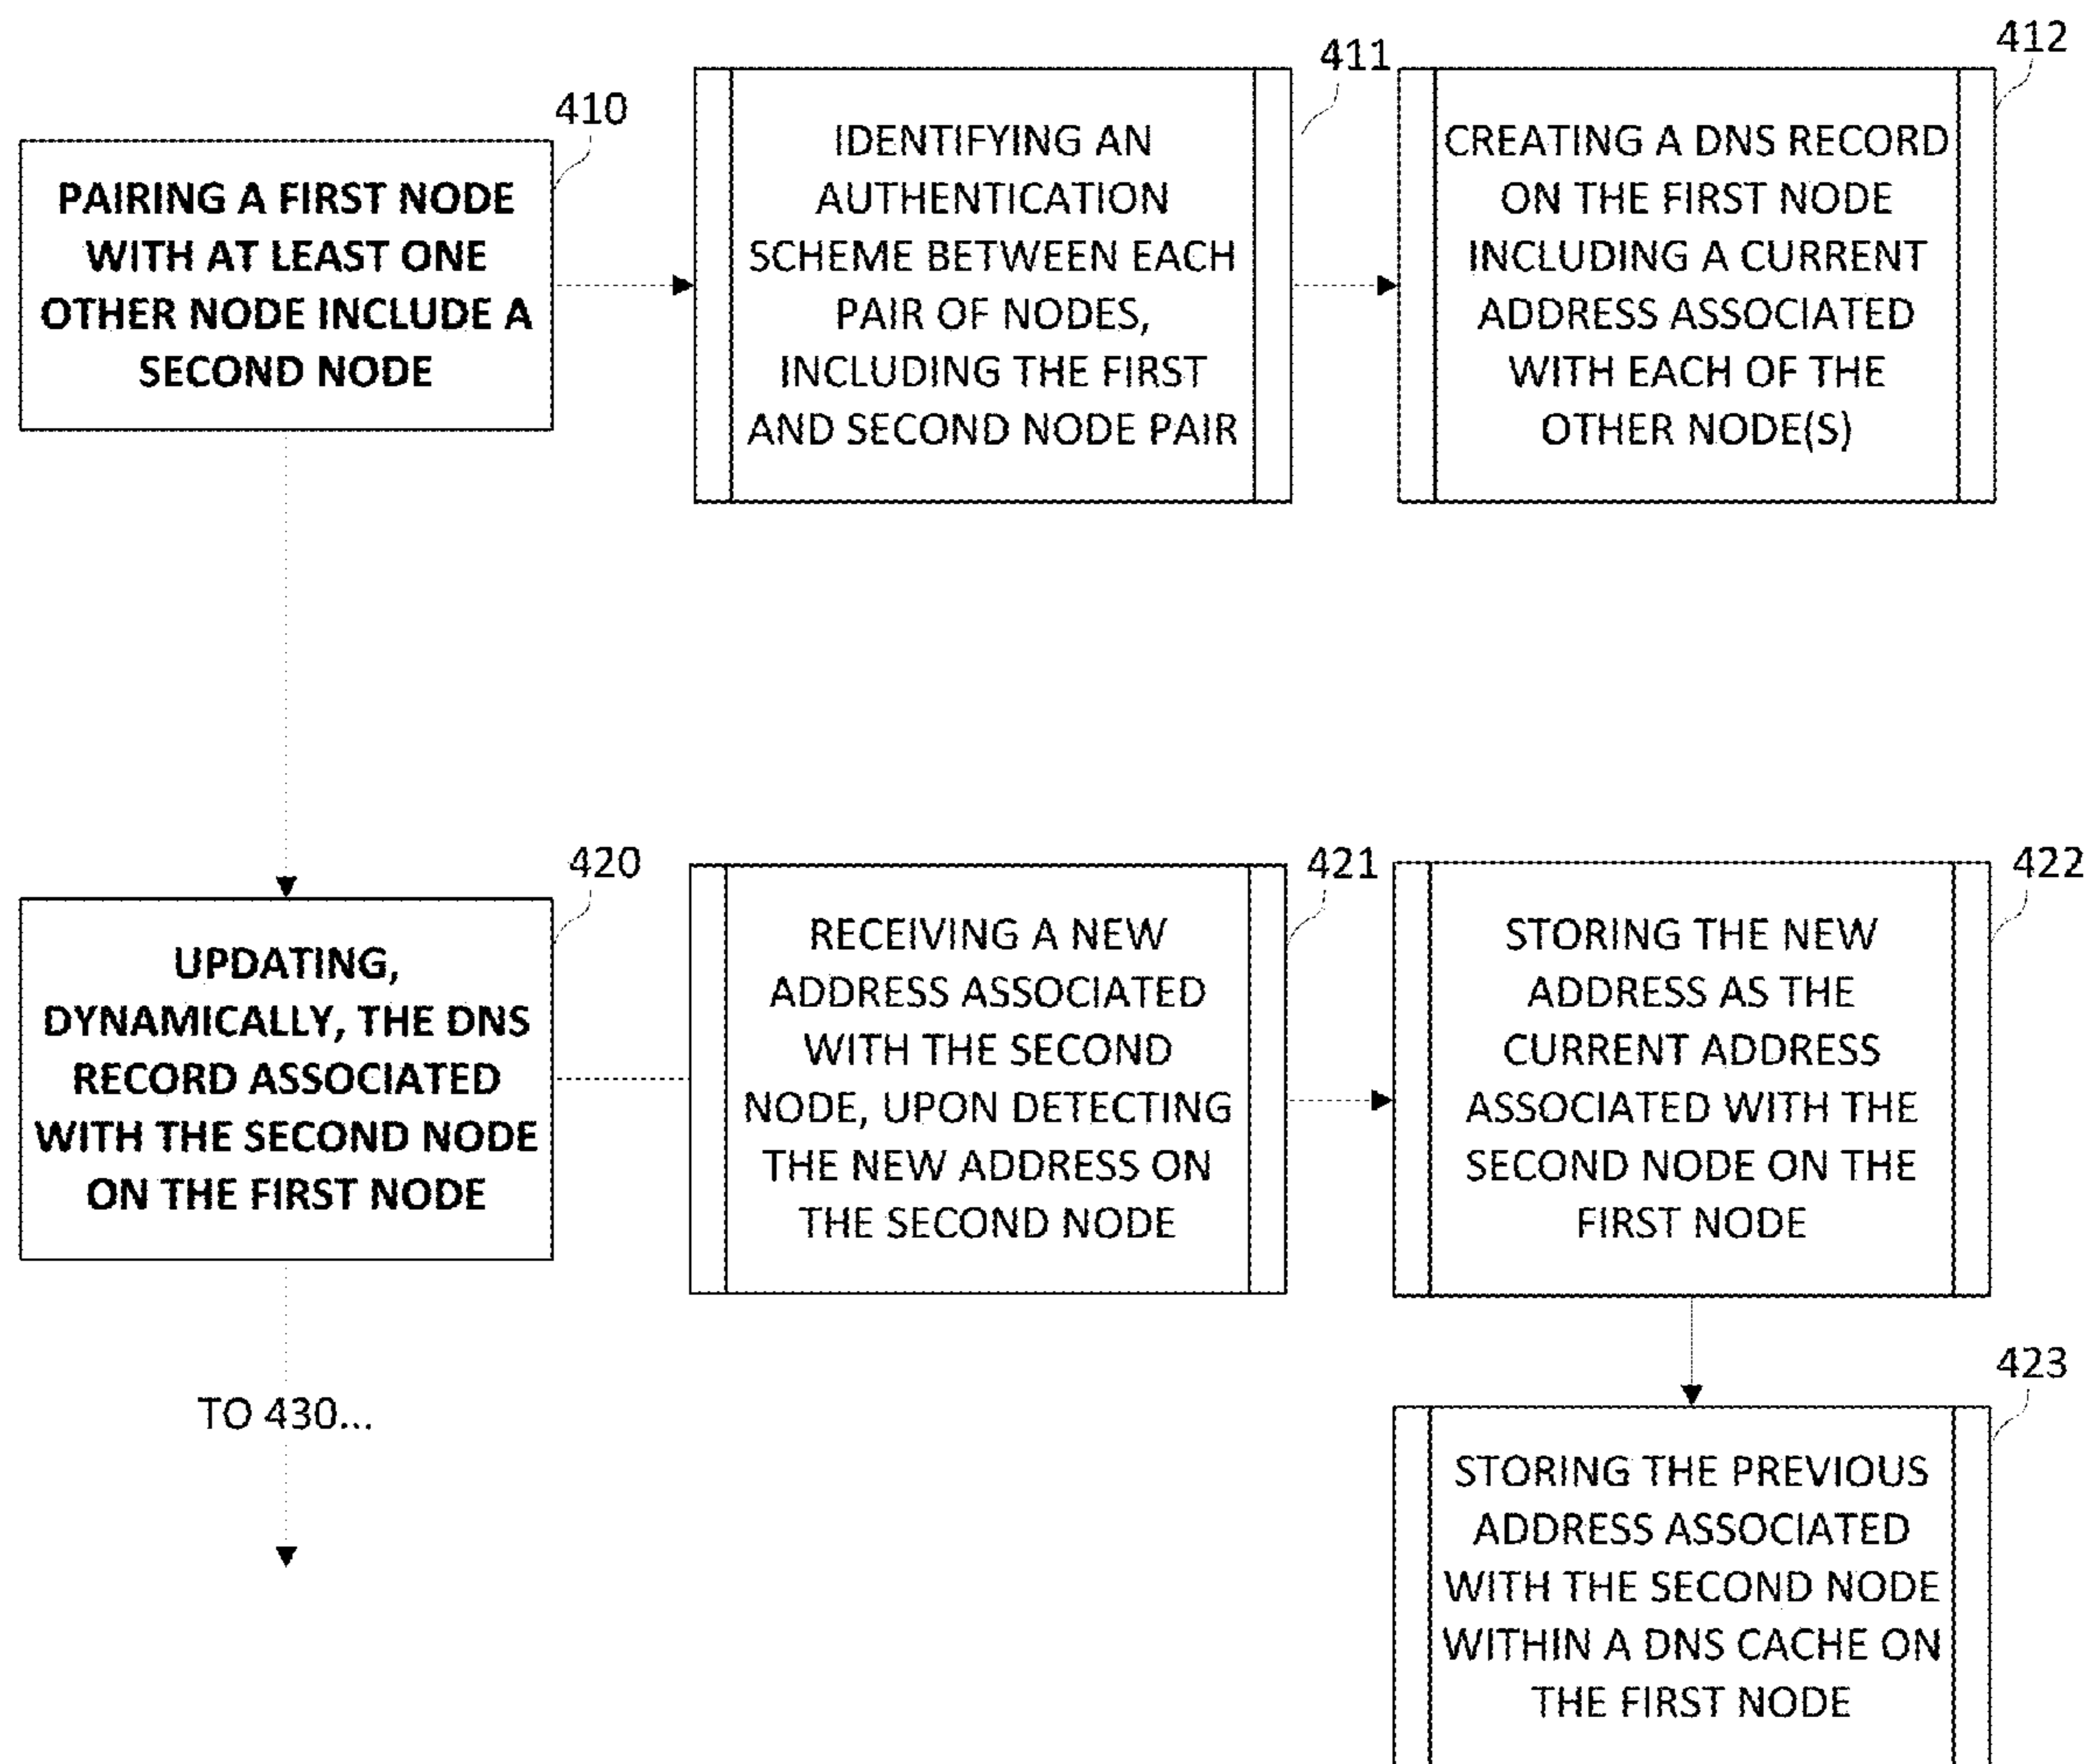 410
PAIRING A FIRST NODE
WITH AT LEAST ONE
OTHER NODE INCLUDE A
SECOND NODE
411
IDENTIFYING AN
AUTHENTICATION
SCHEME BETWEEN EACH
PAIR OF NODES,
INCLUDING THE FIRST
AND SECOND NODE PAIR
412
CREATING A DNS RECORD
ON THE FIRST NODE
INCLUDING A CURRENT
ADDRESS ASSOCIATED
WITH EACH OF THE
OTHER NODE(S)
420
UPDATING,
DYNAMICALLY, THE DNS
RECORD ASSOCIATED
WITH THE SECOND NODE
ON THE FIRST NODE
421
RECEIVING A NEW
ADDRESS ASSOCIATED
WITH THE SECOND
NODE, UPON DETECTING
THE NEW ADDRESS ON
THE SECOND NODE
422
STORING THE NEW
ADDRESS AS THE
CURRENT ADDRESS
ASSOCIATED WITH THE
SECOND NODE ON THE
FIRST NODE
TO 430...
423
STORING THE PREVIOUS
ADDRESS ASSOCIATED
WITH THE SECOND NODE
WITHIN A DNS CACHE ON
THE FIRST NODE